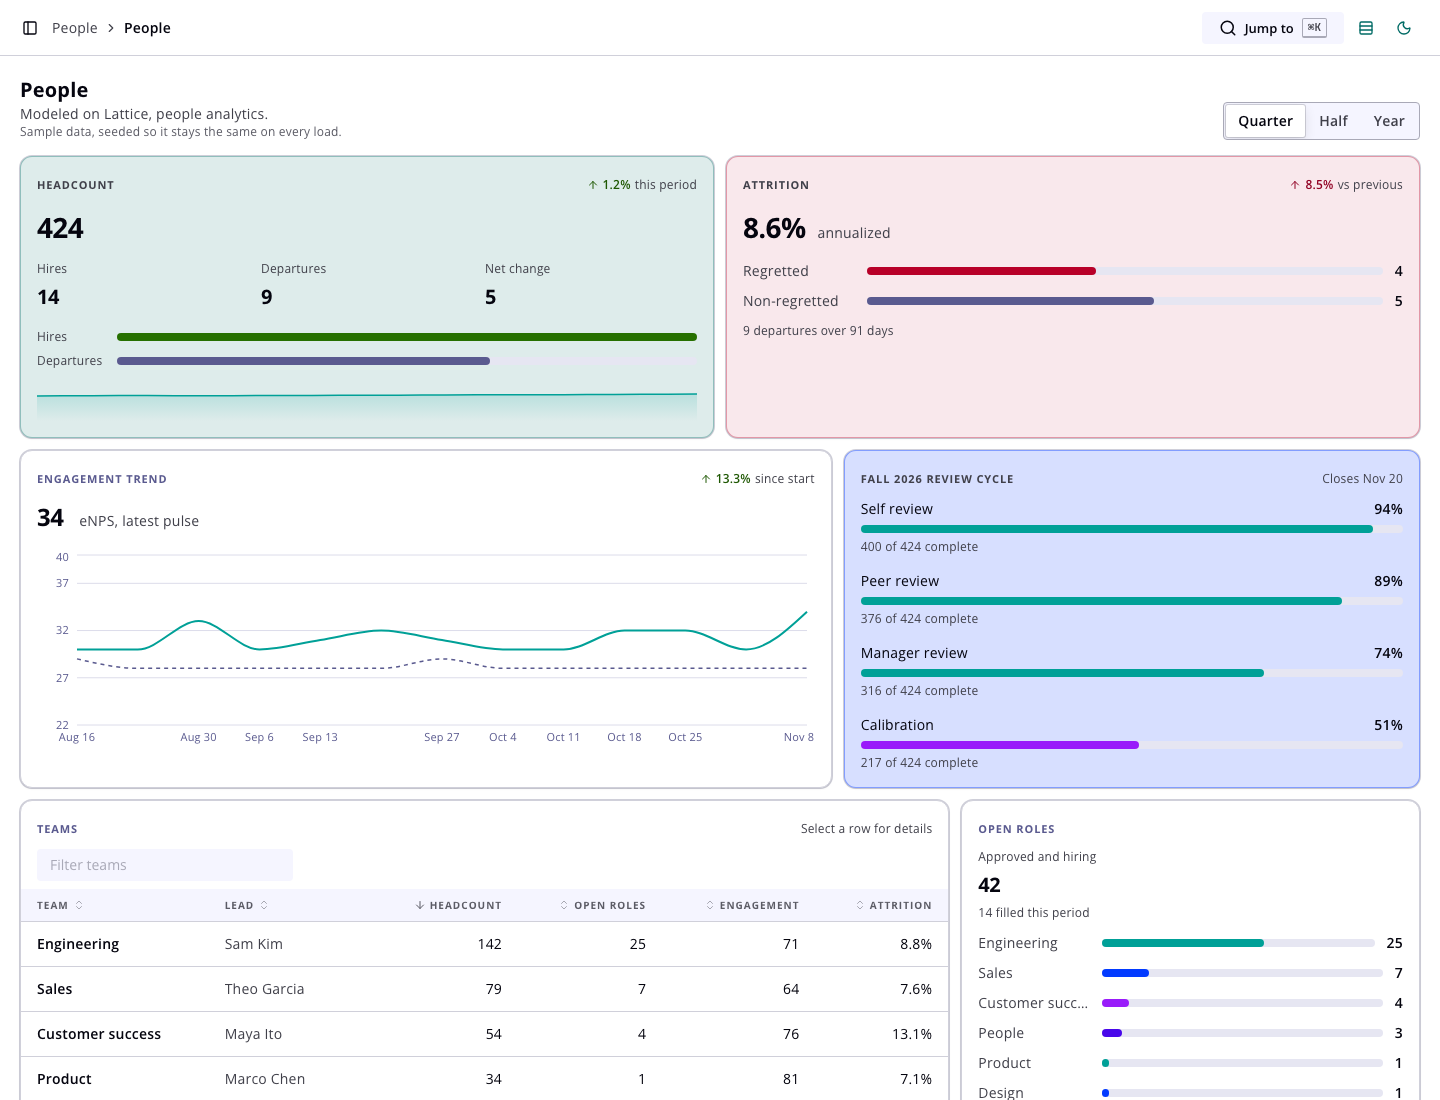 People > People
Jump to ⌘K
People
Modeled on Lattice, people analytics.
Sample data, seeded so it stays the same on every load.
Quarter Half Year
HEADCOUNT
↑ 1.2% this period
424
Hires Departures Net change
14 9 5
Hires
Departures
ATTRITION
↑ 8.5% vs previous
8.6% annualized
Regretted 4
Non-regretted 5
9 departures over 91 days
ENGAGEMENT TREND
↑ 13.3% since start
34 eNPS, latest pulse
40
37
32
27
22
Aug 16 Aug 30 Sep 6 Sep 13 Sep 27 Oct 4 Oct 11 Oct 18 Oct 25 Nov 8
FALL 2026 REVIEW CYCLE
Closes Nov 20
Self review 94%
400 of 424 complete
Peer review 89%
376 of 424 complete
Manager review 74%
316 of 424 complete
Calibration 51%
217 of 424 complete
TEAMS
Select a row for details
Filter teams
TEAM LEAD ↓ HEADCOUNT OPEN ROLES ENGAGEMENT ATTRITION
Engineering Sam Kim 142 25 71 8.8%
Sales Theo Garcia 79 7 64 7.6%
Customer success Maya Ito 54 4 76 13.1%
Product Marco Chen 34 1 81 7.1%
OPEN ROLES
Approved and hiring
42
14 filled this period
Engineering 25
Sales 7
Customer succ... 4
People 3
Product 1
Design 1